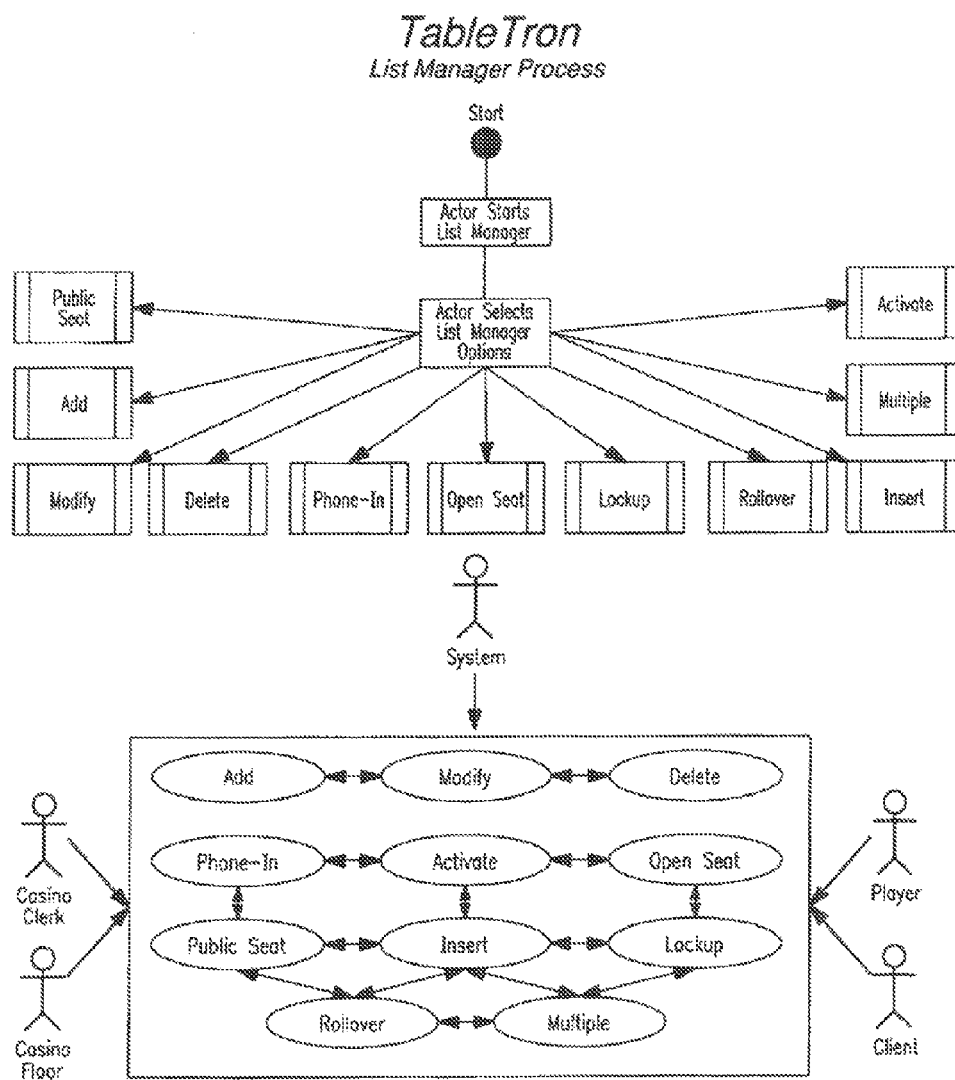 TableTron
List Manager Process
Start
Actor Starts
List Manager
Public
Seat
Actor Selects
List Manager
Options
Activate
Add
Multiple
Modify
Delete
Phone-In
Open Seat
Lockup
Rollover
Insert
System
Add
Modify
Delete
Phone-In
Activate
Open Seat
Casino
Clerk
Player
Public Seat
Insert
Lockup
Rollover
Multiple
Casino
Floor
Client